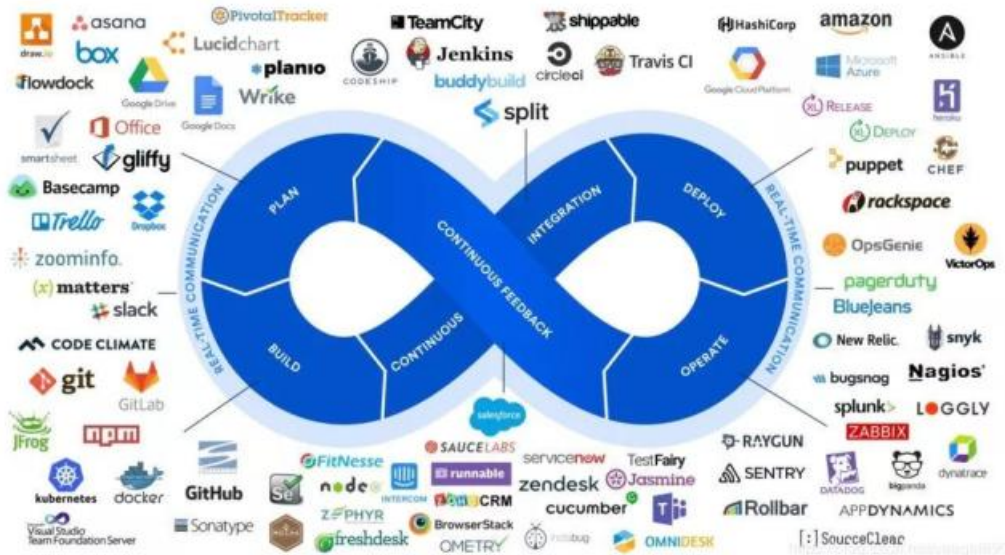 asana
PivotalTracker
TeamCity
shippable
HashiCorp
amazon
ANSIBLE
draw.io
box
Lucidchart
planio
CODESHIP
Jenkins
buddybuild
circleci
Travis CI
Google Cloud Platform
Microsoft
Azure
flowdock
Google Drive
Google Docs
Wrike
split
XL RELEASE
heroku
smartsheet
Office
gliffy
XL DEPLOY
puppet
CHEF
Basecamp
Trello
Dropbox
rackspace
zoominfo.
(x)matters
slack
OpsGenie
VictorOps
pagerduty
BlueJeans
REAL-TIME COMMUNICATION
PLAN
BUILD
CONTINUOUS
INTEGRATION
CONTINUOUS FEEDBACK
DEPLOY
OPERATE
REAL-TIME COMMUNICATION
CODE CLIMATE
git
GitLab
New Relic.
snyk
bugsnag
Nagios
splunk>
LOGGLY
ZABBIX
JFrog
npm
salesforce
kubernetes
docker
GitHub
Se
FitNesse
node
SAUCELABS
runnable
INTERCOM
ZOHO CRM
servicenow
TestFairy
zendesk
Jasmine
cucumber
RAYGUN
SENTRY
DATADOG
bigpanda
dynatrace
Visual Studio
Team Foundation Server
Sonatype
MOCHA
ZEPHYR
freshdesk
BrowserStack
QMETRY
instabug
OMNIDESK
Rollbar
APPDYNAMICS
[:]SourceClear